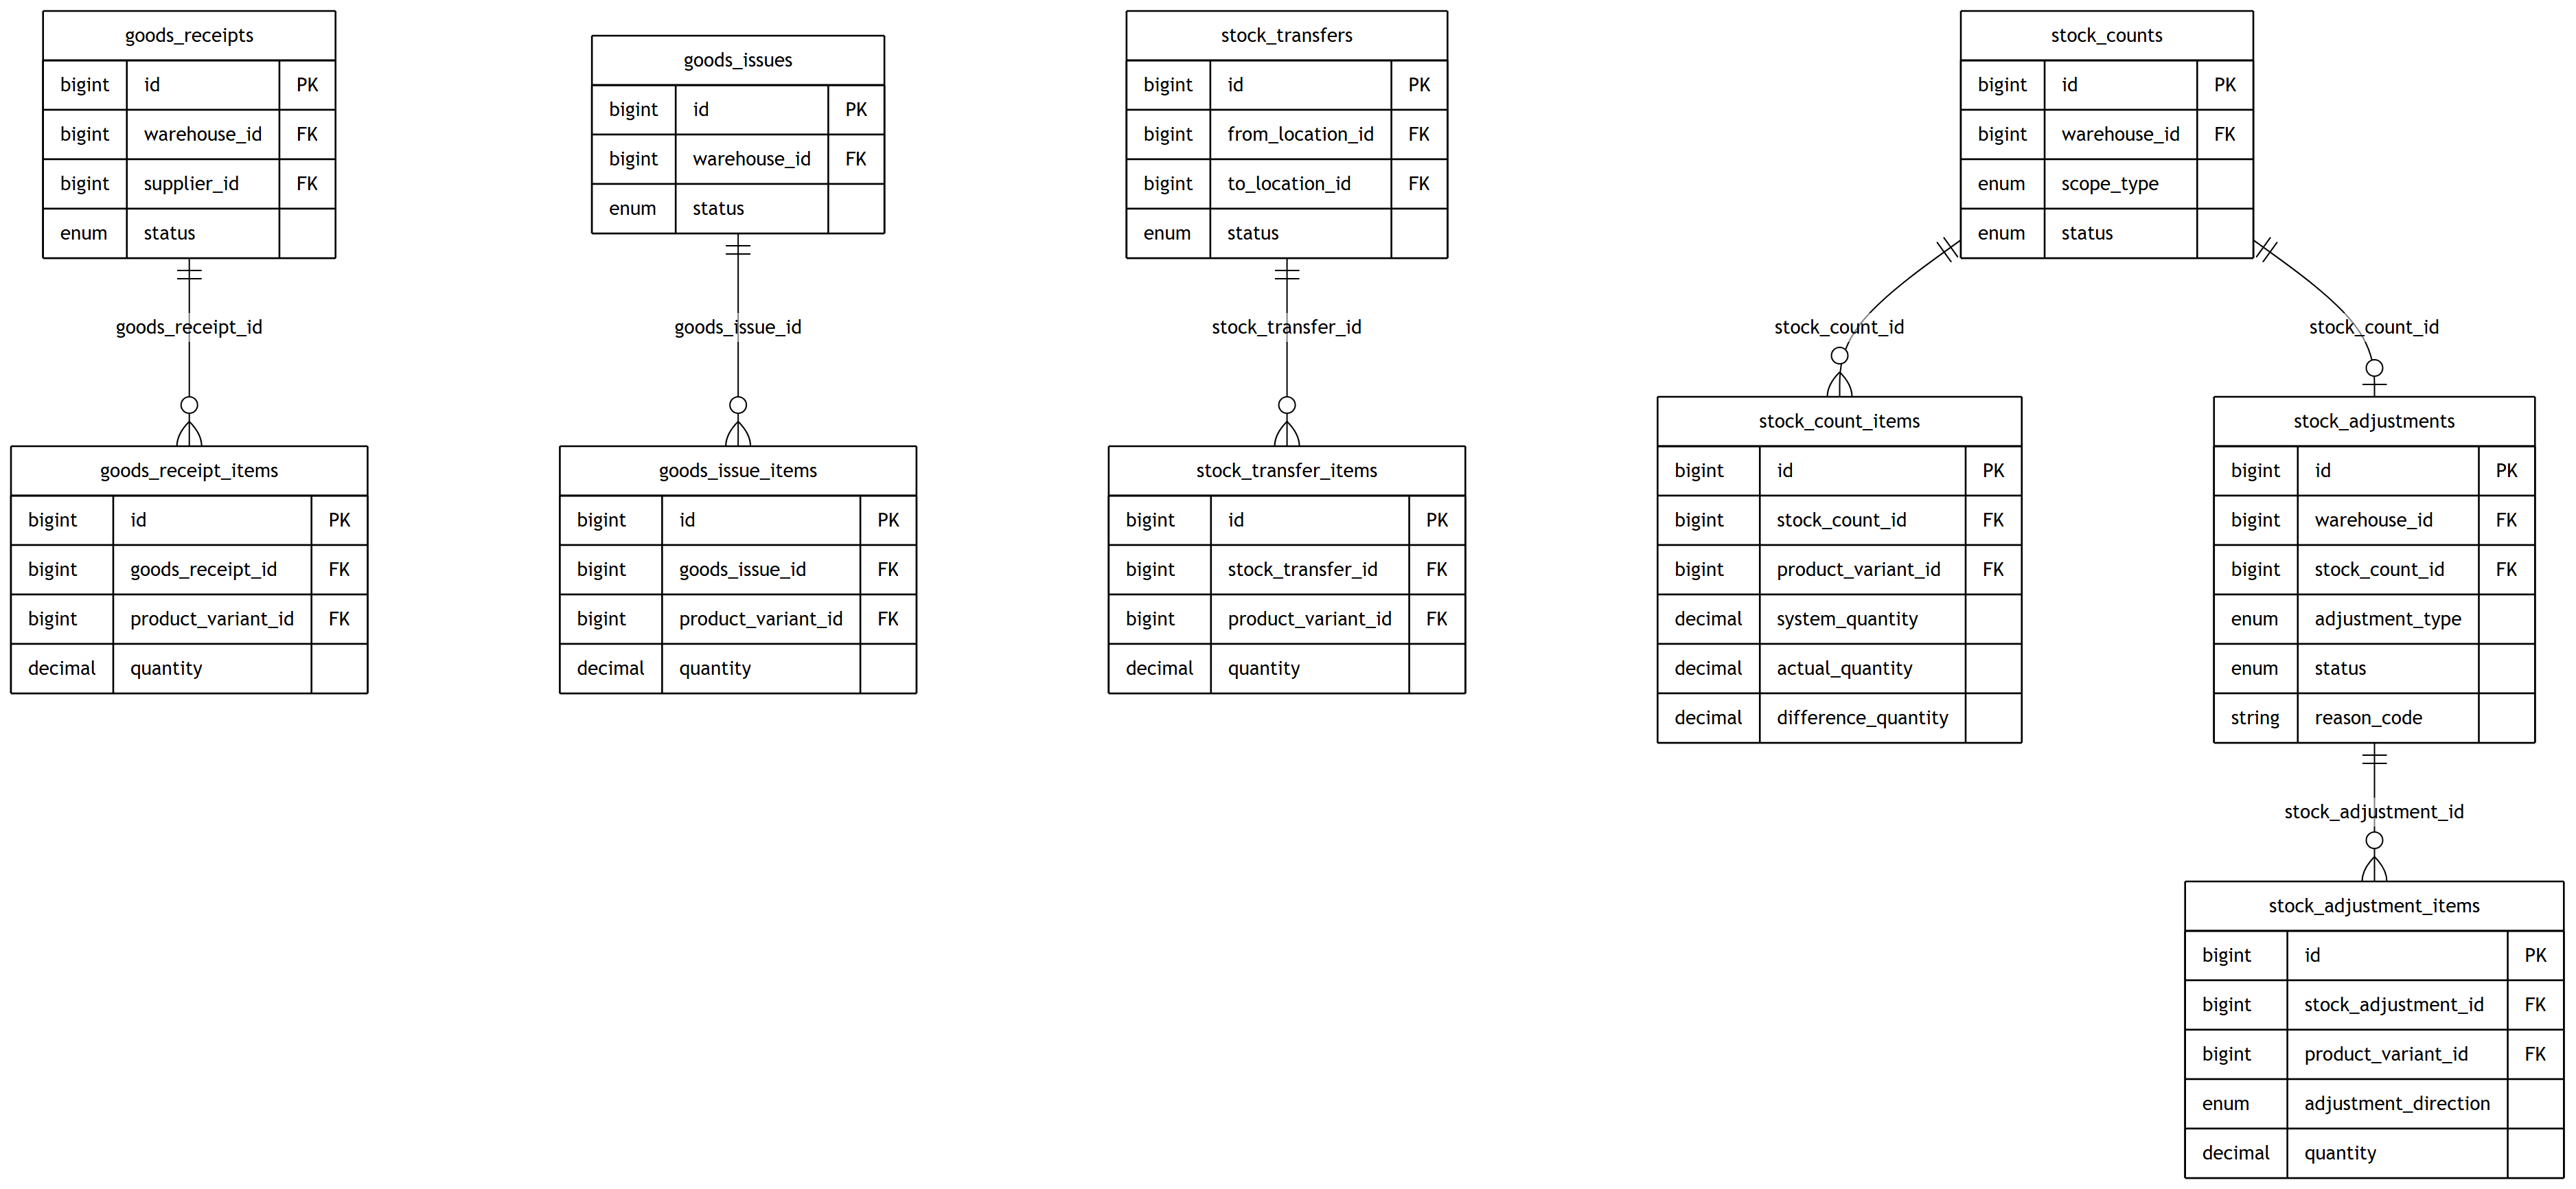 goods_receipts
bigint id PK
bigint warehouse_id FK
bigint supplier_id FK
enum status
goods_receipt_id
goods_receipt_items
bigint id PK
bigint goods_receipt_id FK
bigint product_variant_id FK
decimal quantity
goods_issues
bigint id PK
bigint warehouse_id FK
enum status
goods_issue_id
goods_issue_items
bigint id PK
bigint goods_issue_id FK
bigint product_variant_id FK
decimal quantity
stock_transfers
bigint id PK
bigint from_location_id FK
bigint to_location_id FK
enum status
stock_transfer_id
stock_transfer_items
bigint id PK
bigint stock_transfer_id FK
bigint product_variant_id FK
decimal quantity
stock_counts
bigint id PK
bigint warehouse_id FK
enum scope_type
enum status
stock_count_id
stock_count_id
stock_count_items
bigint id PK
bigint stock_count_id FK
bigint product_variant_id FK
decimal system_quantity
decimal actual_quantity
decimal difference_quantity
stock_adjustments
bigint id PK
bigint warehouse_id FK
bigint stock_count_id FK
enum adjustment_type
enum status
string reason_code
stock_adjustment_id
stock_adjustment_items
bigint id PK
bigint stock_adjustment_id FK
bigint product_variant_id FK
enum adjustment_direction
decimal quantity